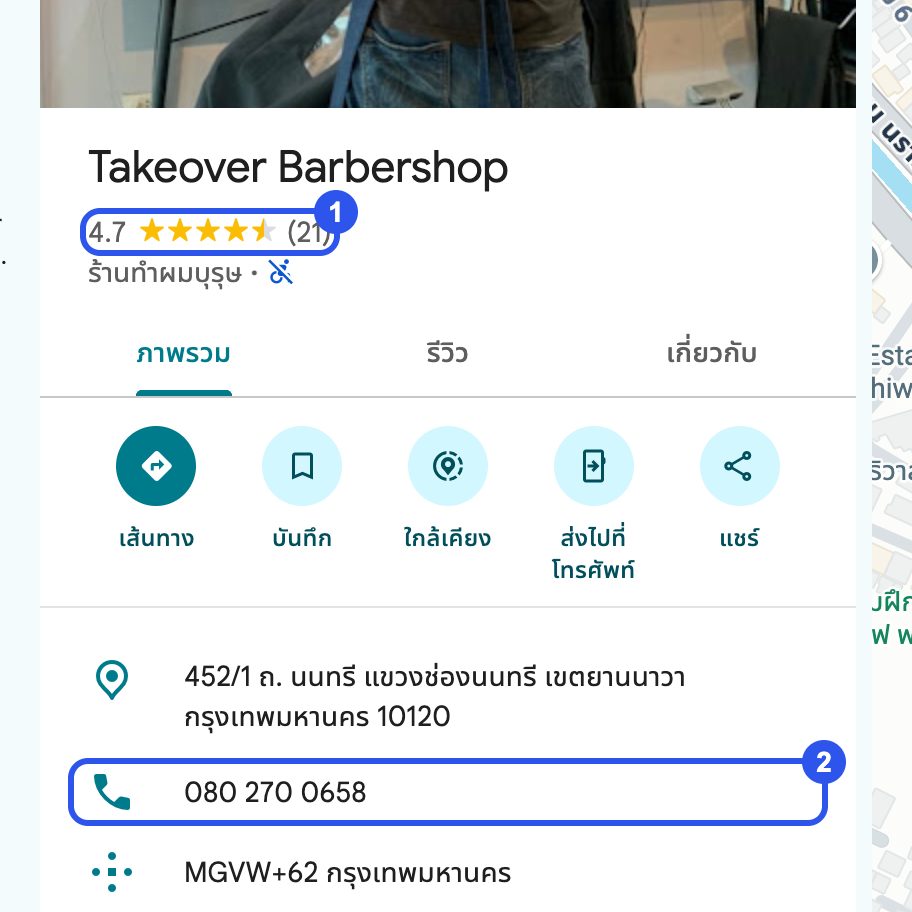 Takeover Barbershop
1
4.7 (21)
ร้านทำผมบุรุษ ·
ภาพรวม
รีวิว
เกี่ยวกับ
เส้นทาง
บันทึก
ใกล้เคียง
ส่งไปที่
โทรศัพท์
แชร์
452/1 ถ. นนทรี แขวงช่องนนทรี เขตยานนาวา
กรุงเทพมหานคร 10120
2
080 270 0658
MGVW+62 กรุงเทพมหานคร